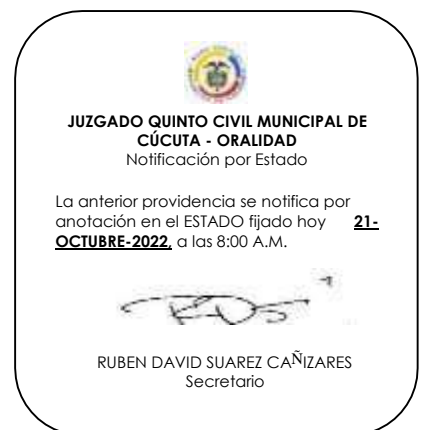 JUZGADO QUINTO CIVIL MUNICIPAL DE
CÚCUTA - ORALIDAD
Notificación por Estado
La anterior providencia se notifica por
anotación en el ESTADO fijado hoy 21-
OCTUBRE-2022, a las 8:00 A.M.
RUBEN DAVID SUAREZ CAÑIZARES
Secretario